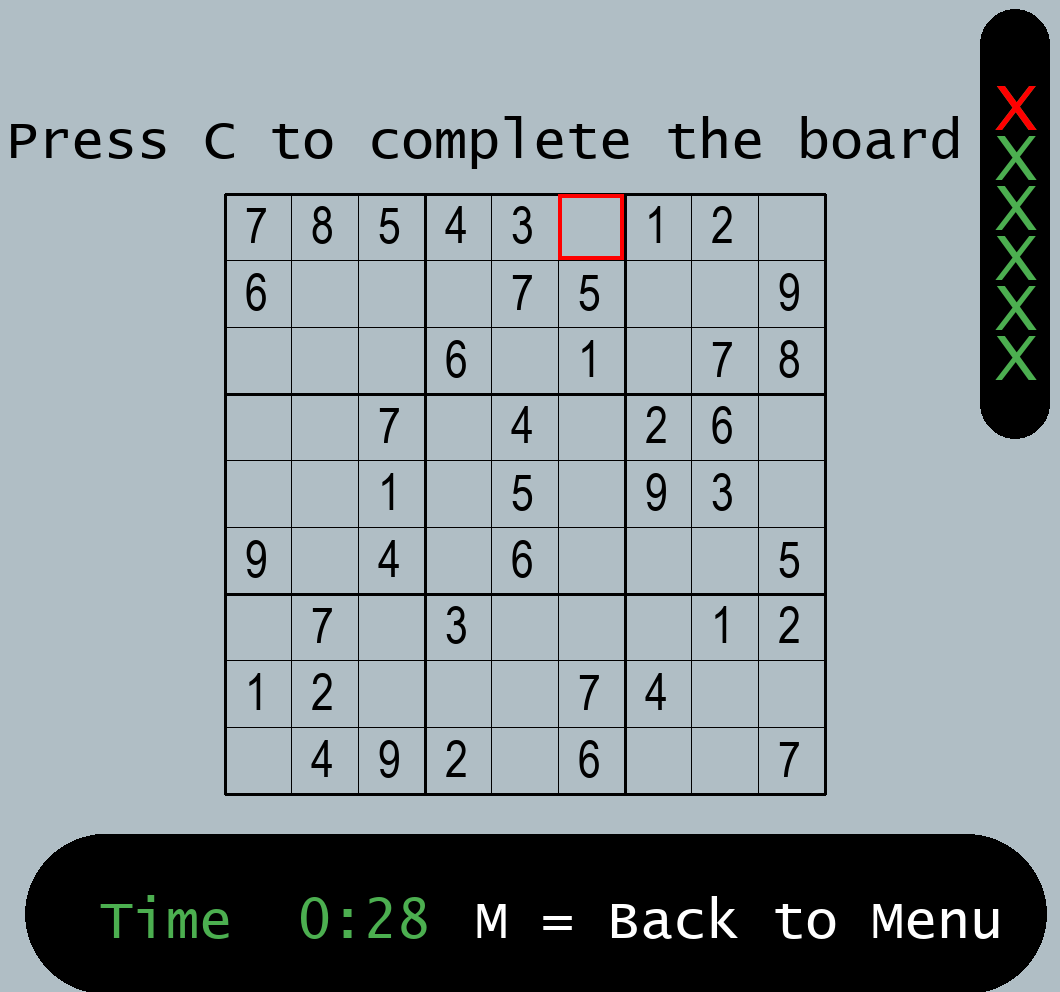 X
Press C to complete the board
X
X
X
X
X
7 8 5 4 3 1 2
6 7 5 9
6 1 7 8
7 4 2 6
1 5 9 3
9 4 6 5
7 3 1 2
1 2 7 4
4 9 2 6 7
Time 0:28 M = Back to Menu